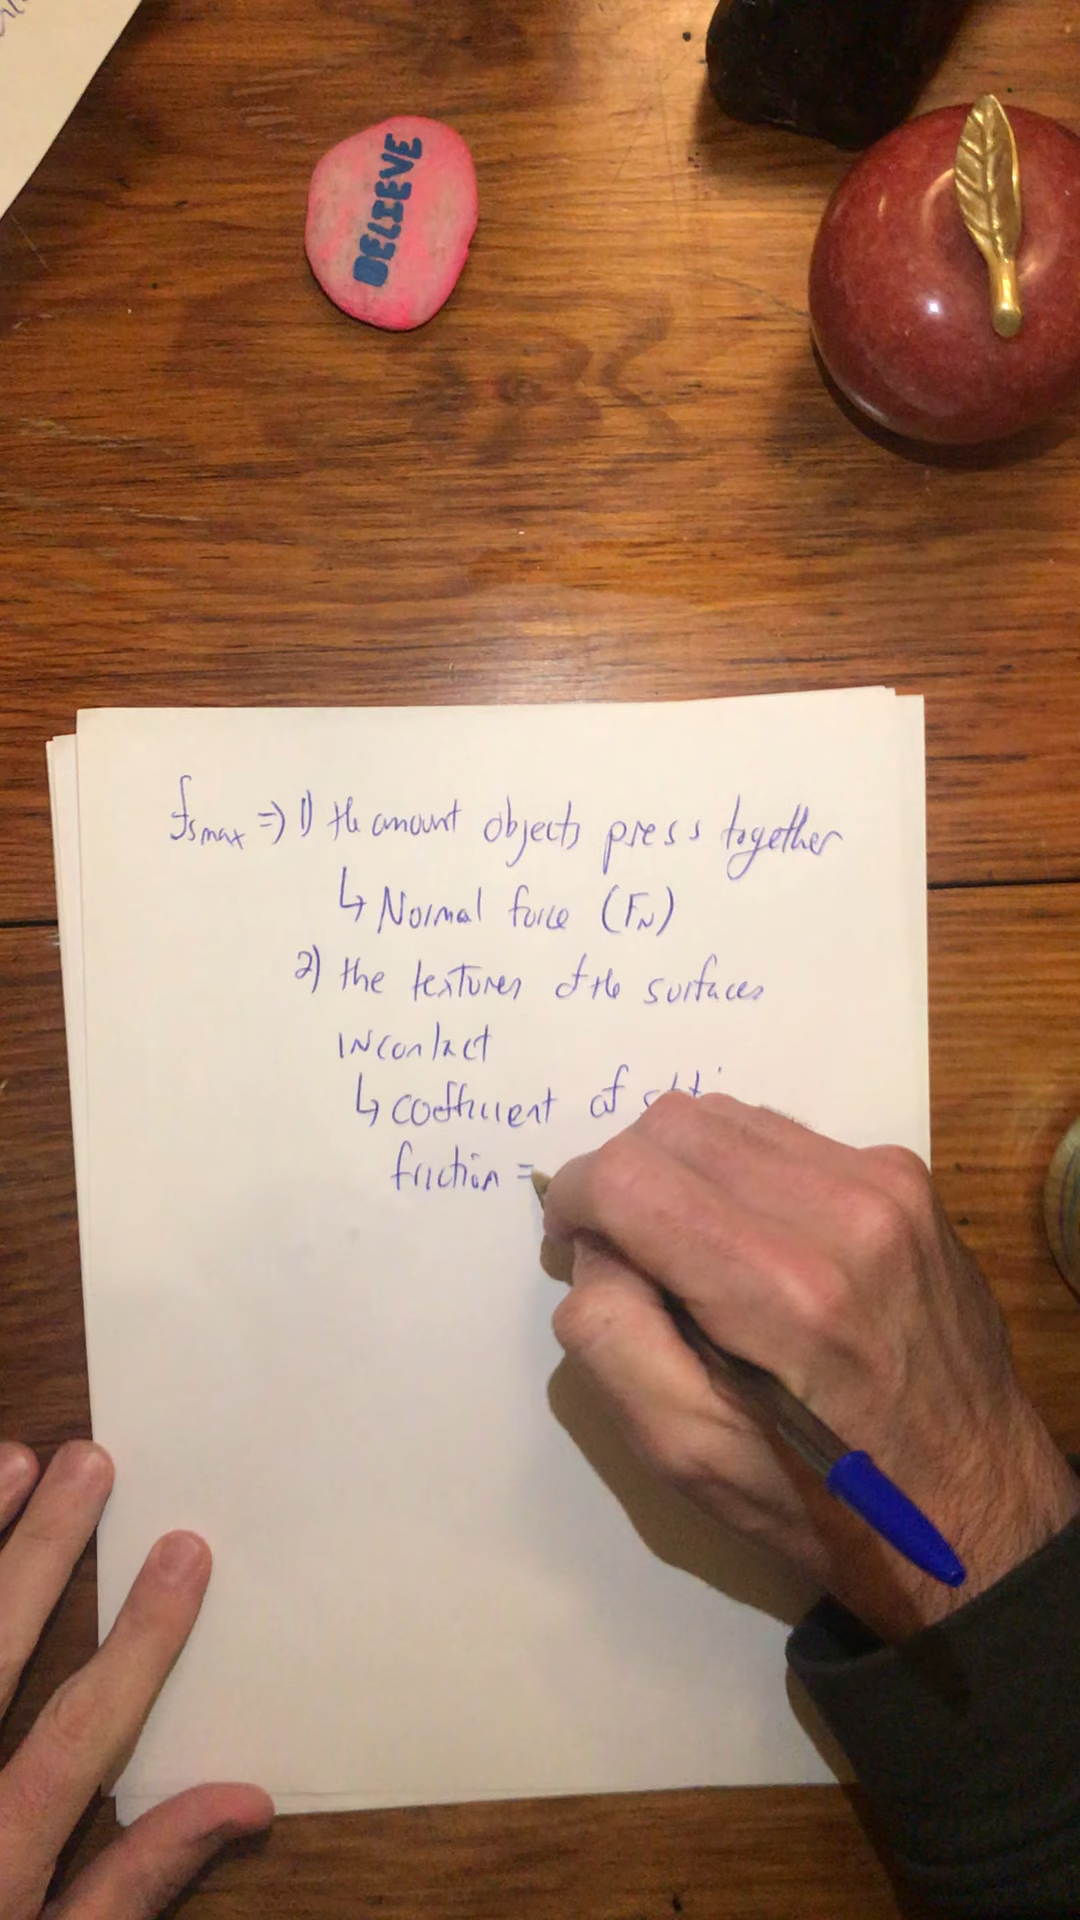 BELIEVE
fsmax => 1) the amount objects press together
↳ Normal force (FN)
2) the textures of the surfaces
in contact
↳ coefficient of
friction =